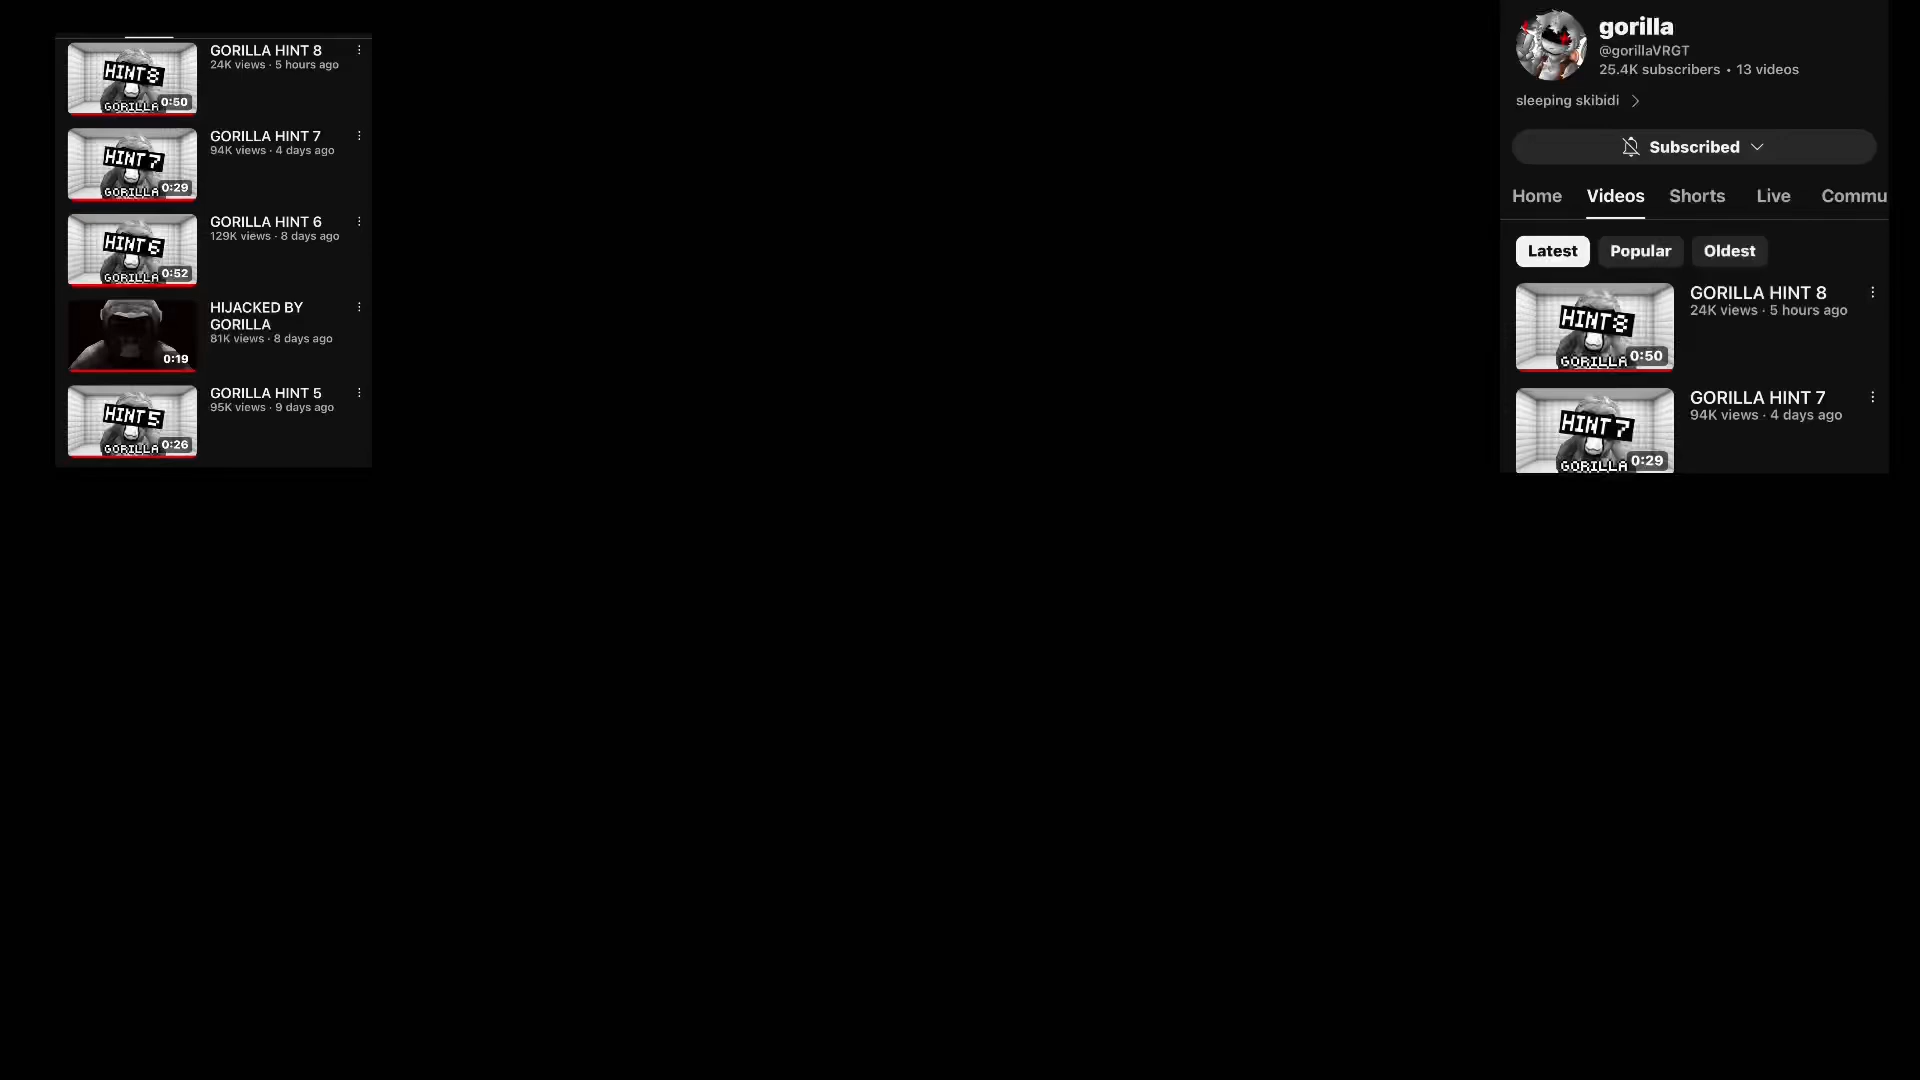 GORILLA HINT 8
24K views · 5 hours ago
HINT 8
GORILLA
0:50
GORILLA HINT 7
94K views · 4 days ago
HINT 7
GORILLA
0:29
GORILLA HINT 6
129K views · 8 days ago
HINT 6
GORILLA
0:52
HIJACKED BY
GORILLA
81K views · 8 days ago
0:19
GORILLA HINT 5
95K views · 9 days ago
HINT 5
GORILLA
0:26
gorilla
@gorillaVRGT
25.4K subscribers • 13 videos
sleeping skibidi
Subscribed
Home Videos Shorts Live Commu
Latest Popular Oldest
GORILLA HINT 8
24K views · 5 hours ago
HINT 8
GORILLA
0:50
GORILLA HINT 7
94K views · 4 days ago
HINT 7
GORILLA
0:29